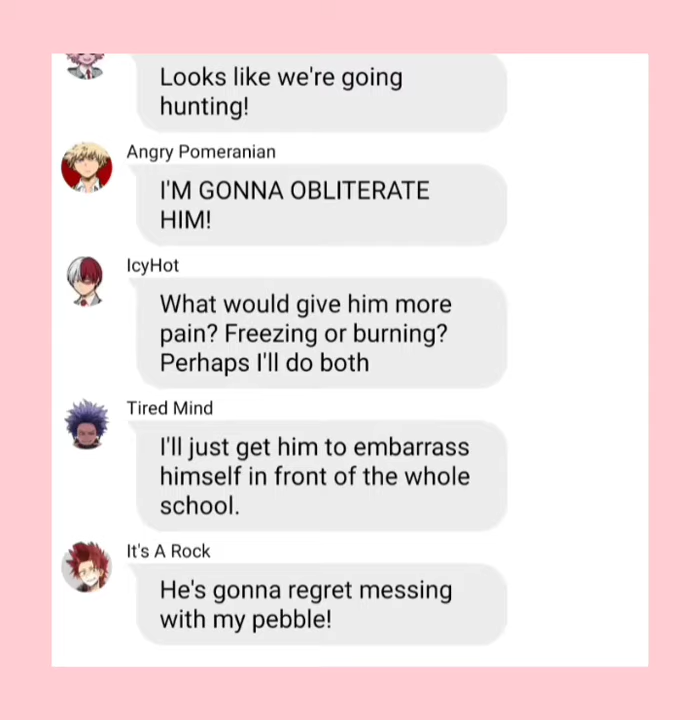 Looks like we're going
hunting!
Angry Pomeranian
I'M GONNA OBLITERATE
HIM!
IcyHot
What would give him more
pain? Freezing or burning?
Perhaps I'll do both
Tired Mind
I'll just get him to embarrass
himself in front of the whole
school.
It's A Rock
He's gonna regret messing
with my pebble!